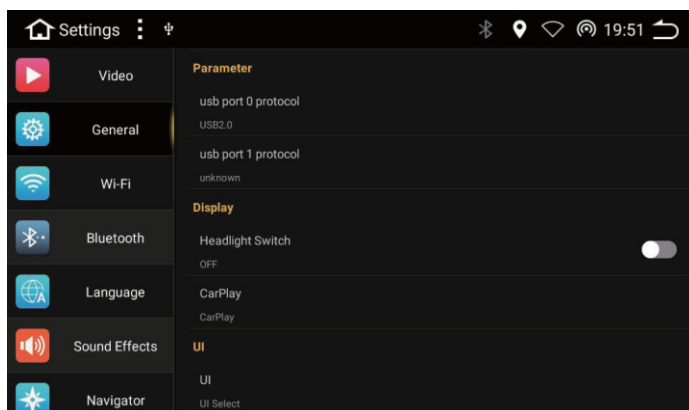 Settings
19:51
Video
General
Wi-Fi
Bluetooth
Language
Sound Effects
Navigator
Parameter
usb port 0 protocol
USB2.0
usb port 1 protocol
unknown
Display
Headlight Switch
OFF
CarPlay
CarPlay
UI
UI
UI Select